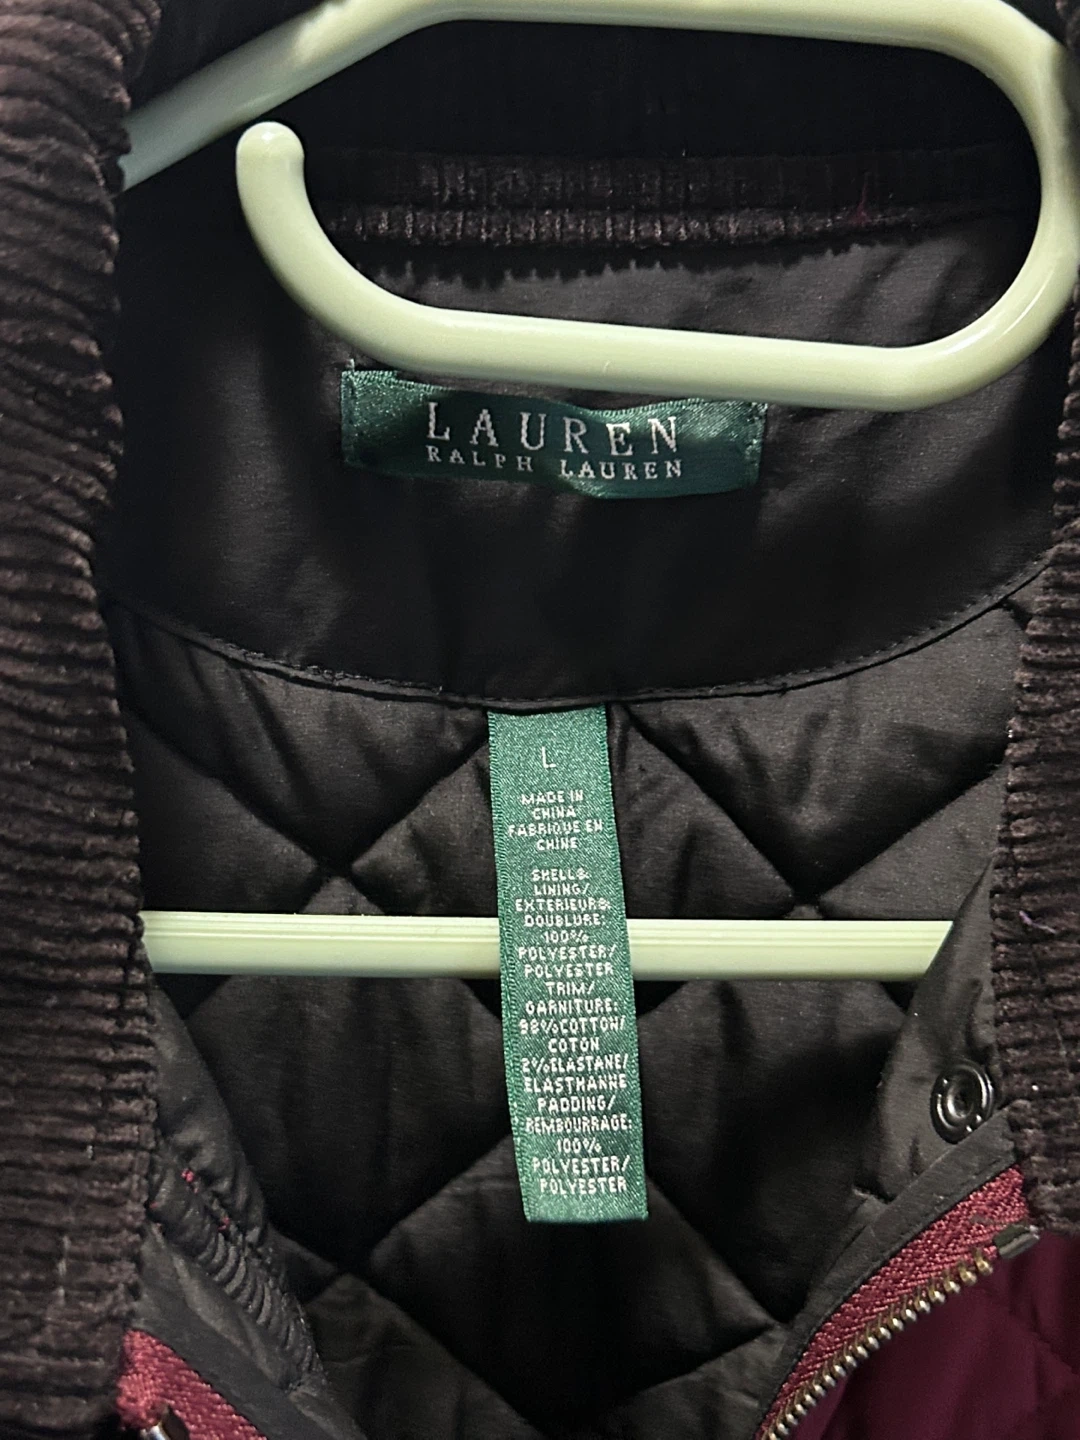 LAUREN
RALPH LAUREN
L
MADE IN
CHINA
FABRIQUE EN
CHINE
SHELL&
LINING/
EXTERIEUR&
DOUBLURE:
100%
POLYESTER/
POLYESTER
TRIM/
GARNITURE:
98%COTTON/
COTON
2%ELASTANE/
ELASTHANNE
PADDING/
REMBOURRAGE:
100%
POLYESTER/
POLYESTER